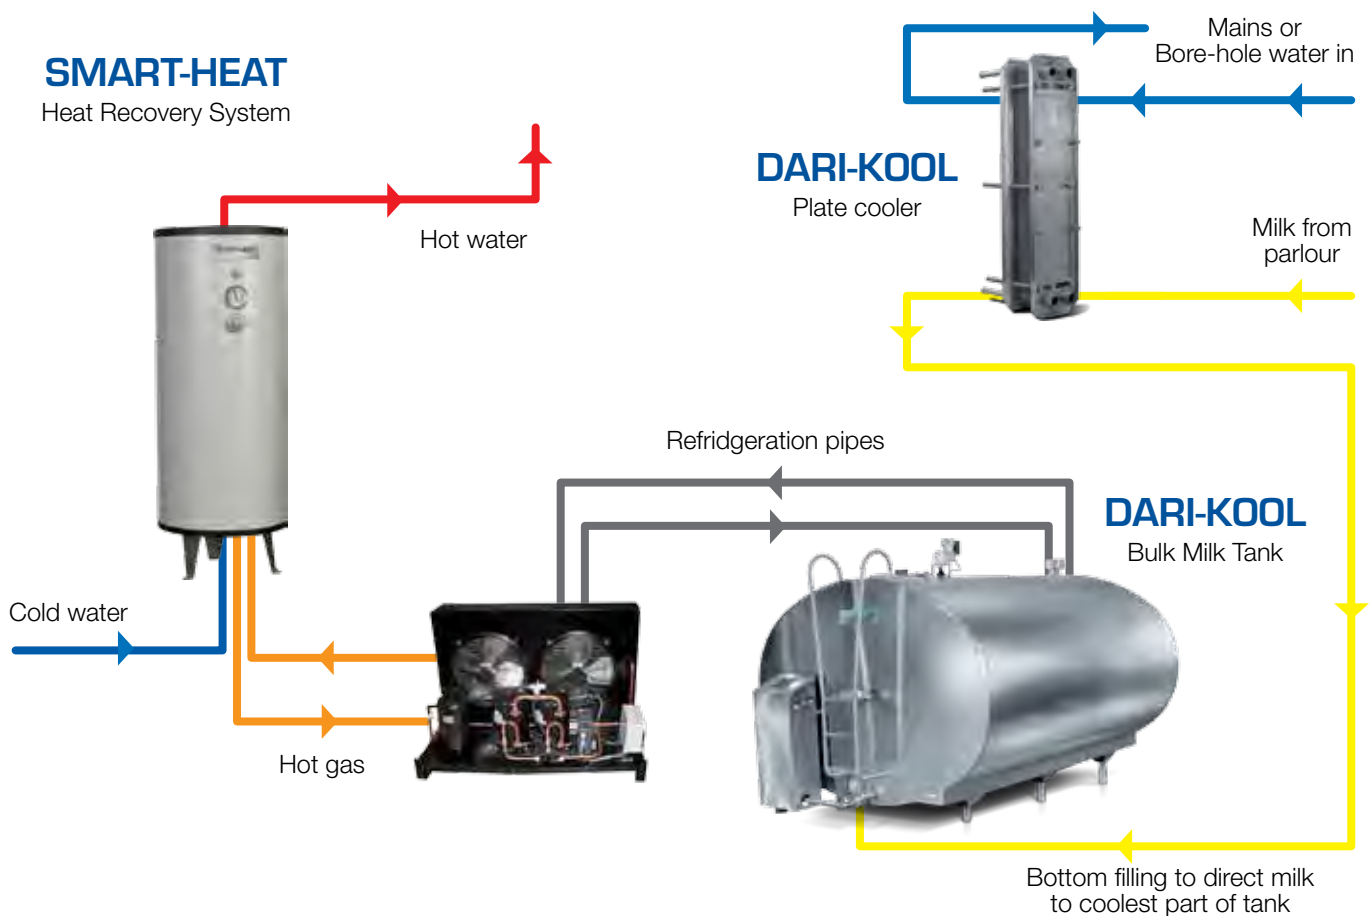 SMART-HEAT
Heat Recovery System
Hot water
Cold water
Hot gas
Refridgeration pipes
Mains or
Bore-hole water in
DARI-KOOL
Plate cooler
Milk from
parlour
DARI-KOOL
Bulk Milk Tank
Bottom filling to direct milk
to coolest part of tank